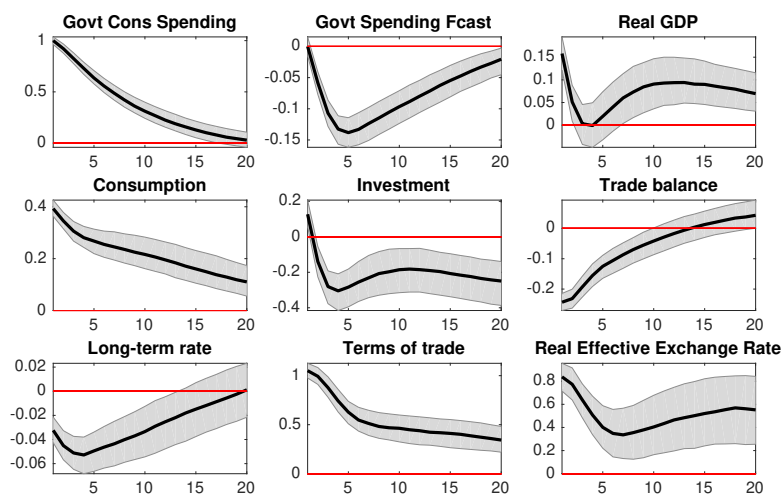 Govt Cons Spending Govt Spending Fcast Real GDP
1 0 0.15
-0.05 0.1
0.5 -0.1 0.05
0 -0.15 0
5 10 15 20 5 10 15 20 5 10 15 20
Consumption Investment Trade balance
0.4 0.2 0
0.2 0 -0.1
-0.2 -0.2
0 -0.4
5 10 15 20 5 10 15 20 5 10 15 20
Long-term rate Terms of trade Real Effective Exchange Rate
0.02 1 0.8
0 0.6
-0.02 0.5 0.4
-0.04 0.2
-0.06 0 0
5 10 15 20 5 10 15 20 5 10 15 20